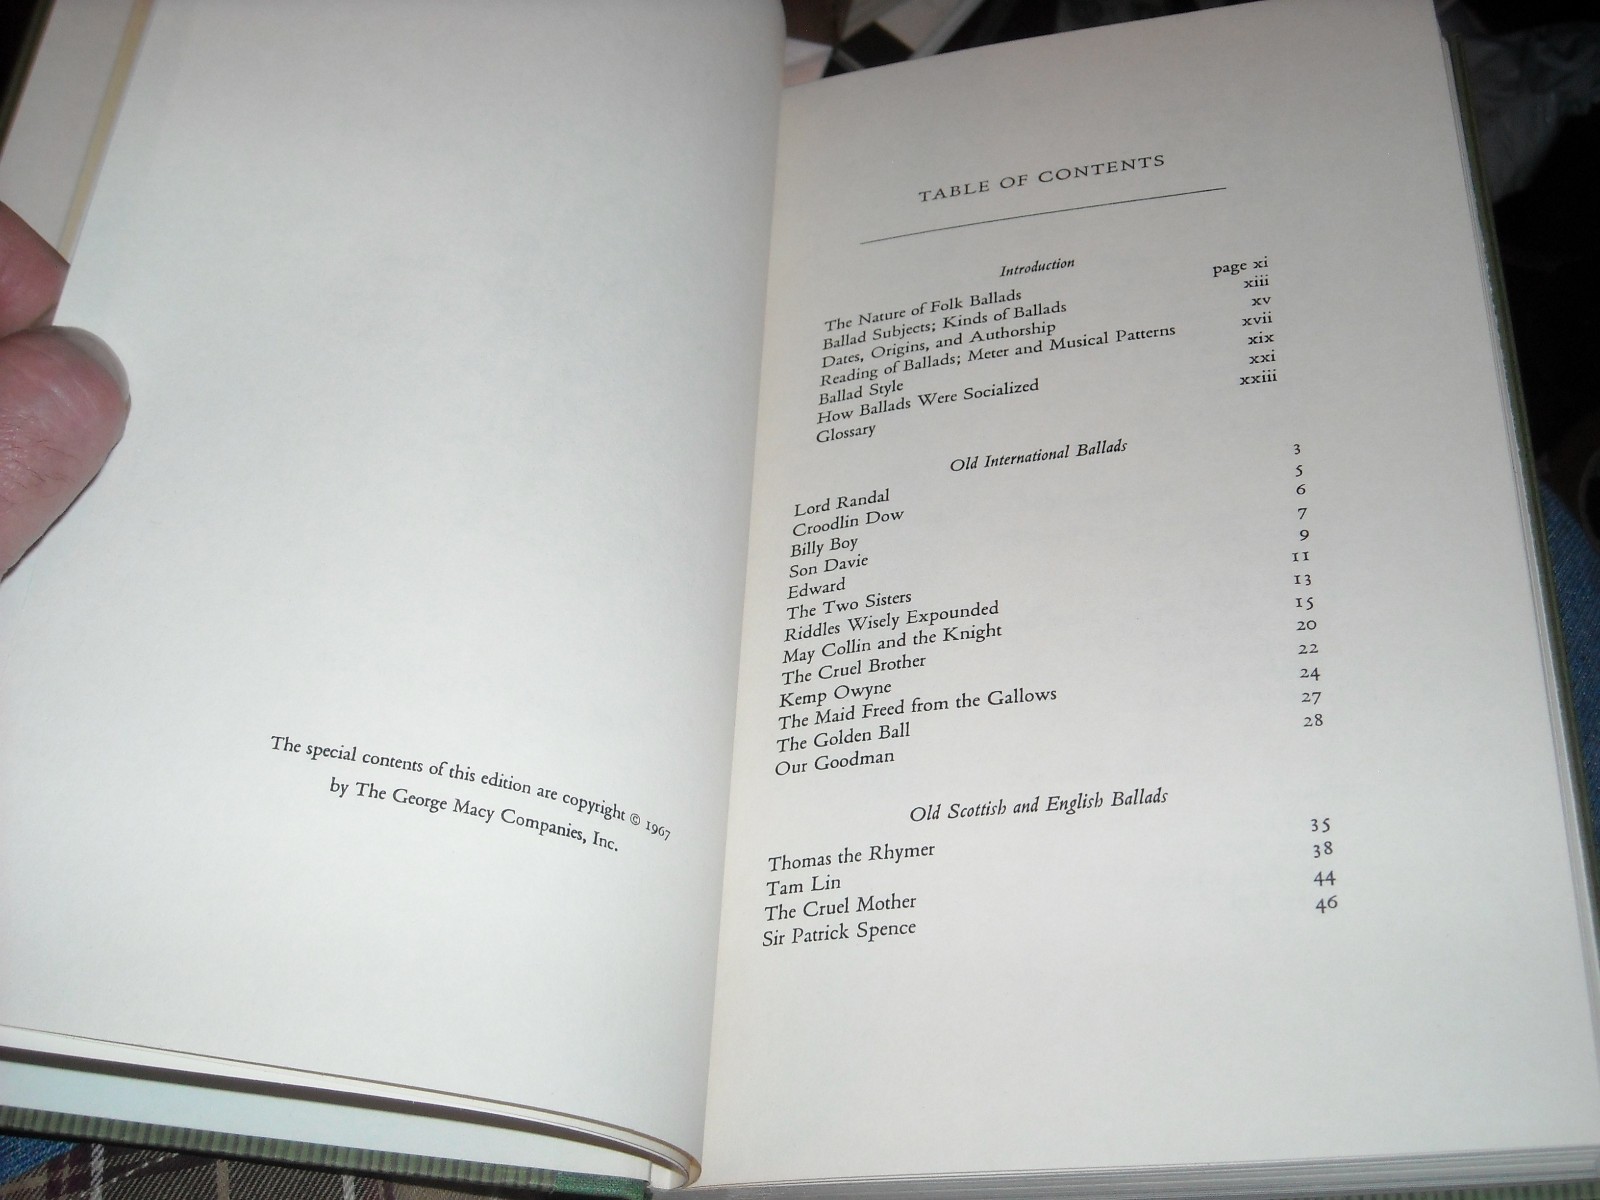 The special contents of this edition are copyright © 1967
by The George Macy Companies, Inc.
TABLE OF CONTENTS
Introduction
The Nature of Folk Ballads page xi
Ballad Subjects; Kinds of Ballads xiii
Dates, Origins, and Authorship xv
Reading of Ballads; Meter and Musical Patterns xvii
Ballad Style xix
How Ballads Were Socialized xxi
Glossary xxiii
Old International Ballads
Lord Randal 3
Croodlin Dow 5
Billy Boy 6
Son Davie 7
Edward 9
The Two Sisters 11
Riddles Wisely Expounded 13
May Collin and the Knight 15
The Cruel Brother 20
Kemp Owyne 22
The Maid Freed from the Gallows 24
The Golden Ball 27
Our Goodman 28
Old Scottish and English Ballads
Thomas the Rhymer 35
Tam Lin 38
The Cruel Mother 44
Sir Patrick Spence 46